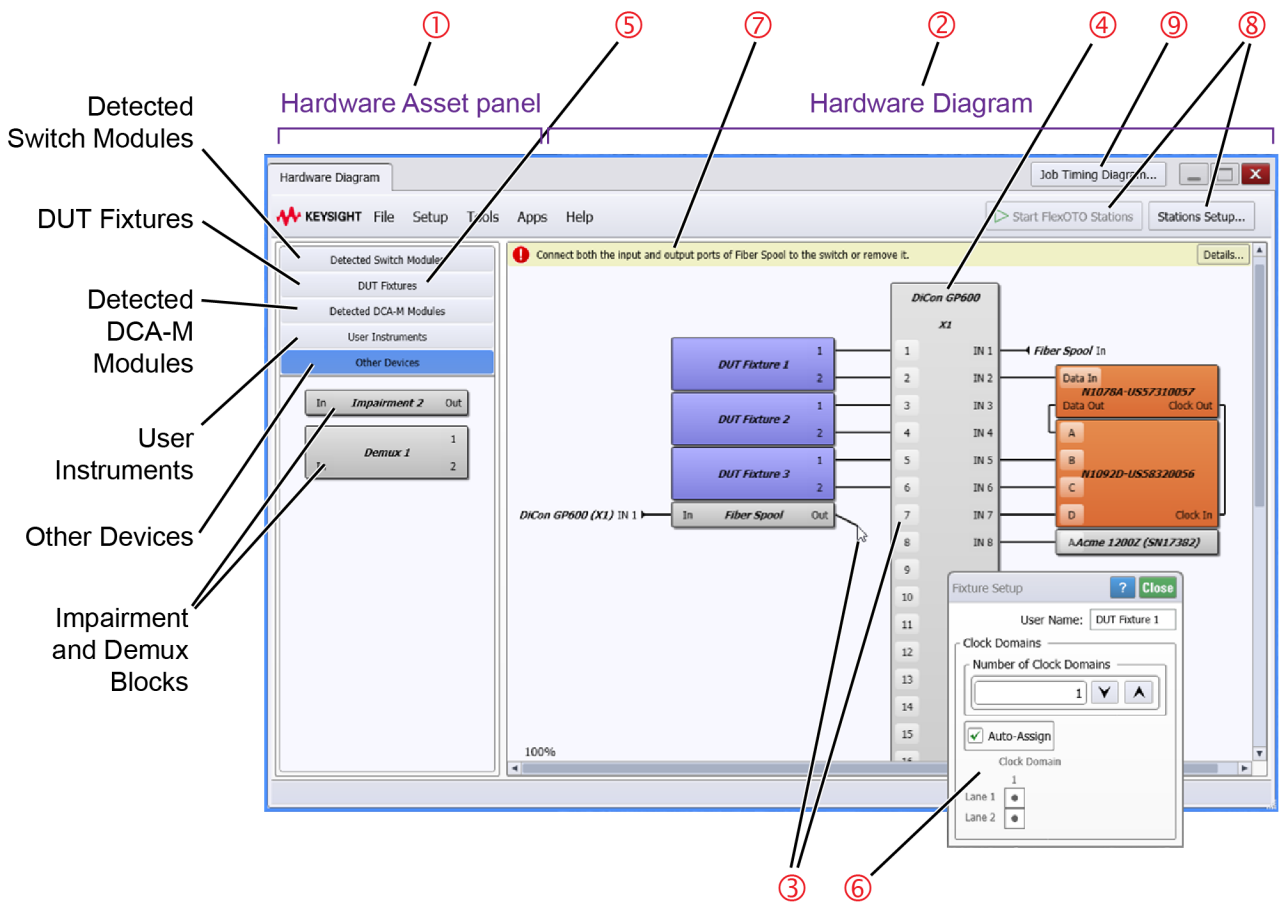 ① ⑤ ⑦ ② ④ ⑨ ⑧
Hardware Asset panel
Hardware Diagram
Detected
Switch Modules
DUT Fixtures
Detected
DCA-M
Modules
User
Instruments
Other Devices
Impairment
and Demux
Blocks
Hardware Diagram
Job Timing Diagram...
KEYSIGHT File Setup Tools Apps Help
Start FlexOTO Stations
Stations Setup...
Detected Switch Modules
DUT Fixtures
Detected DCA-M Modules
User Instruments
Other Devices
In Impairment 2 Out
Demux 1
In
1
2
! Connect both the input and output ports of Fiber Spool to the switch or remove it.
Details...
DUT Fixture 1
1
2
DUT Fixture 2
1
2
DUT Fixture 3
1
2
DiCon GP600 (X1) IN 1
In Fiber Spool Out
DiCon GP600
X1
1 IN 1
2 IN 2
3 IN 3
4 IN 4
5 IN 5
6 IN 6
7 IN 7
8 IN 8
9
10
11
12
13
14
15
16
Fiber Spool In
Data In
N1078A-US57310057
Data Out Clock Out
A
B
N1092D-US58320056
C
D Clock In
A Acme 1200Z (SN17382)
100%
Fixture Setup ? Close
User Name: DUT Fixture 1
Clock Domains
Number of Clock Domains
1
Auto-Assign
Clock Domain
1
Lane 1
Lane 2
③ ⑥